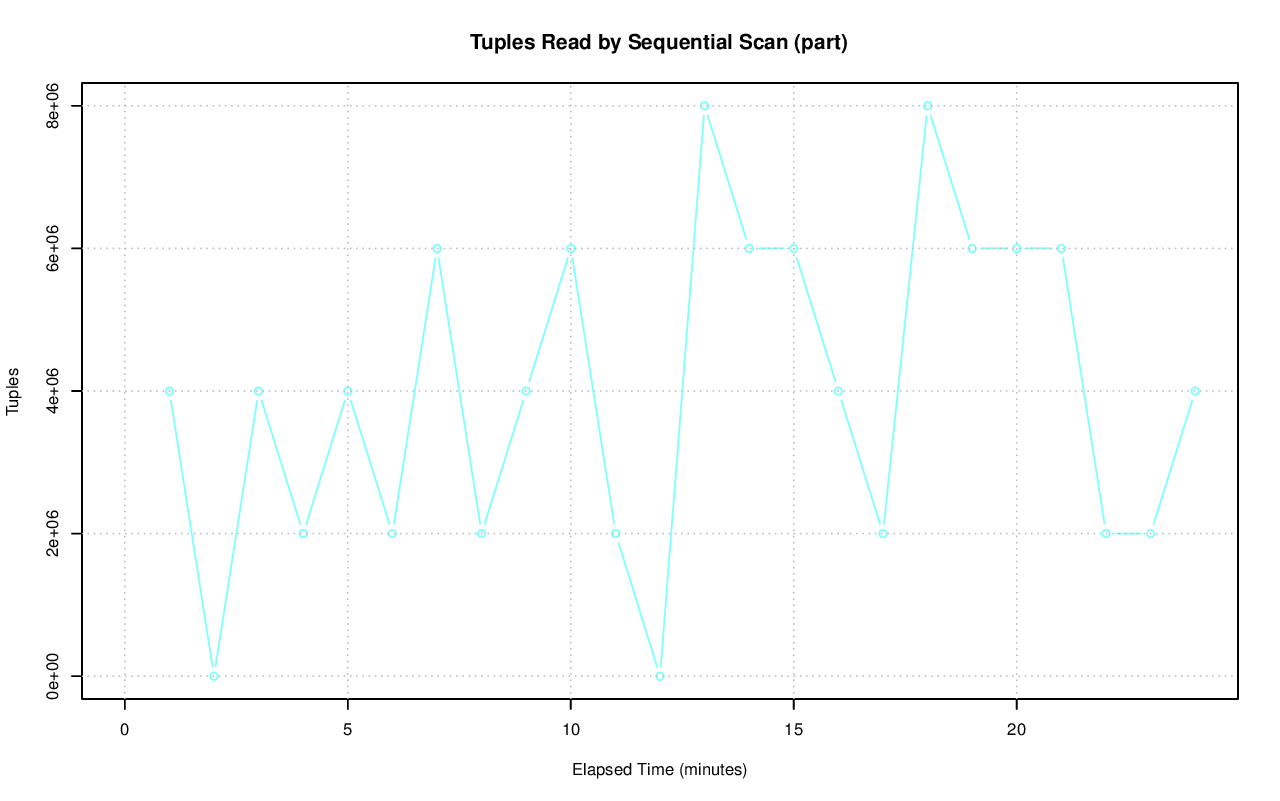 Tuples Read by Sequential Scan (part)
Tuples
8e+06
6e+06
4e+06
2e+06
0e+00
0 5 10 15 20
Elapsed Time (minutes)